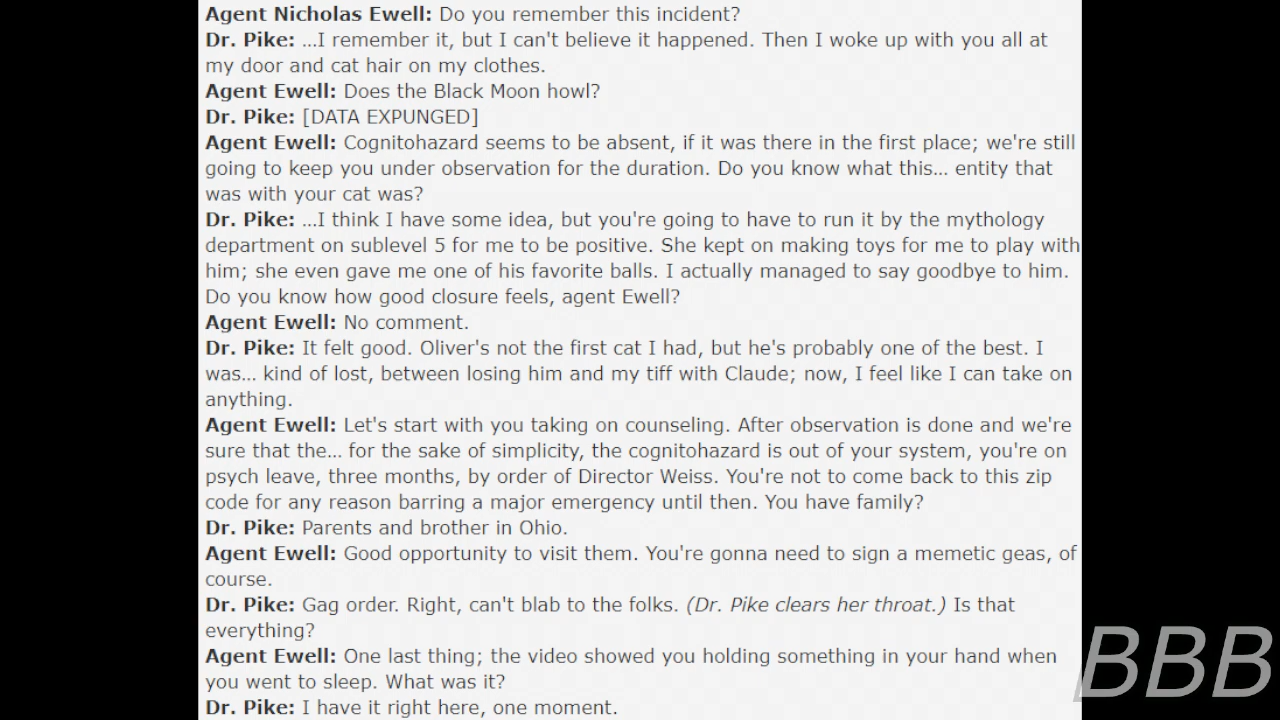 Agent Nicholas Ewell: Do you remember this incident?
Dr. Pike: ...I remember it, but I can't believe it happened. Then I woke up with you all at
my door and cat hair on my clothes.
Agent Ewell: Does the Black Moon howl?
Dr. Pike: [DATA EXPUNGED]
Agent Ewell: Cognitohazard seems to be absent, if it was there in the first place; we're still
going to keep you under observation for the duration. Do you know what this... entity that
was with your cat was?
Dr. Pike: ...I think I have some idea, but you're going to have to run it by the mythology
department on sublevel 5 for me to be positive. She kept on making toys for me to play with
him; she even gave me one of his favorite balls. I actually managed to say goodbye to him.
Do you know how good closure feels, agent Ewell?
Agent Ewell: No comment.
Dr. Pike: It felt good. Oliver's not the first cat I had, but he's probably one of the best. I
was... kind of lost, between losing him and my tiff with Claude; now, I feel like I can take on
anything.
Agent Ewell: Let's start with you taking on counseling. After observation is done and we're
sure that the... for the sake of simplicity, the cognitohazard is out of your system, you're on
psych leave, three months, by order of Director Weiss. You're not to come back to this zip
code for any reason barring a major emergency until then. You have family?
Dr. Pike: Parents and brother in Ohio.
Agent Ewell: Good opportunity to visit them. You're gonna need to sign a memetic geas, of
course.
Dr. Pike: Gag order. Right, can't blab to the folks. (Dr. Pike clears her throat.) Is that
everything?
Agent Ewell: One last thing; the video showed you holding something in your hand when
you went to sleep. What was it?
Dr. Pike: I have it right here, one moment.
BBB